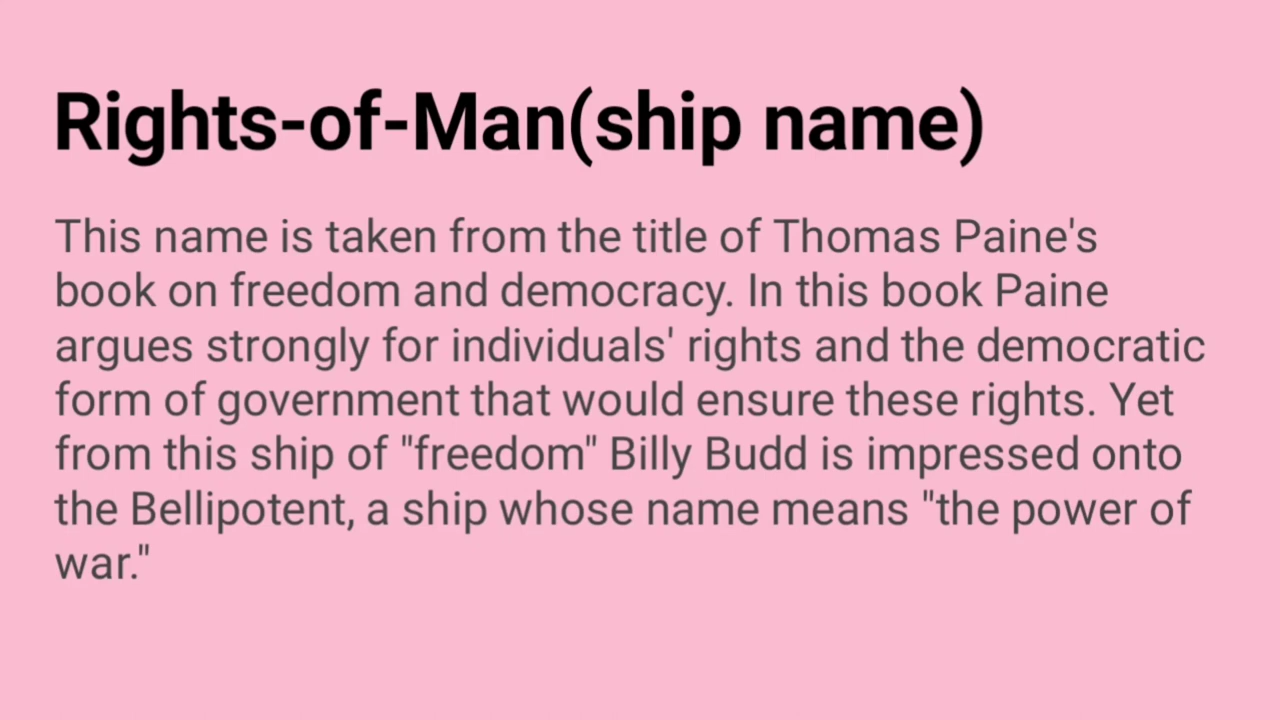 Rights-of-Man(ship name)
This name is taken from the title of Thomas Paine's
book on freedom and democracy. In this book Paine
argues strongly for individuals' rights and the democratic
form of government that would ensure these rights. Yet
from this ship of "freedom" Billy Budd is impressed onto
the Bellipotent, a ship whose name means "the power of
war."